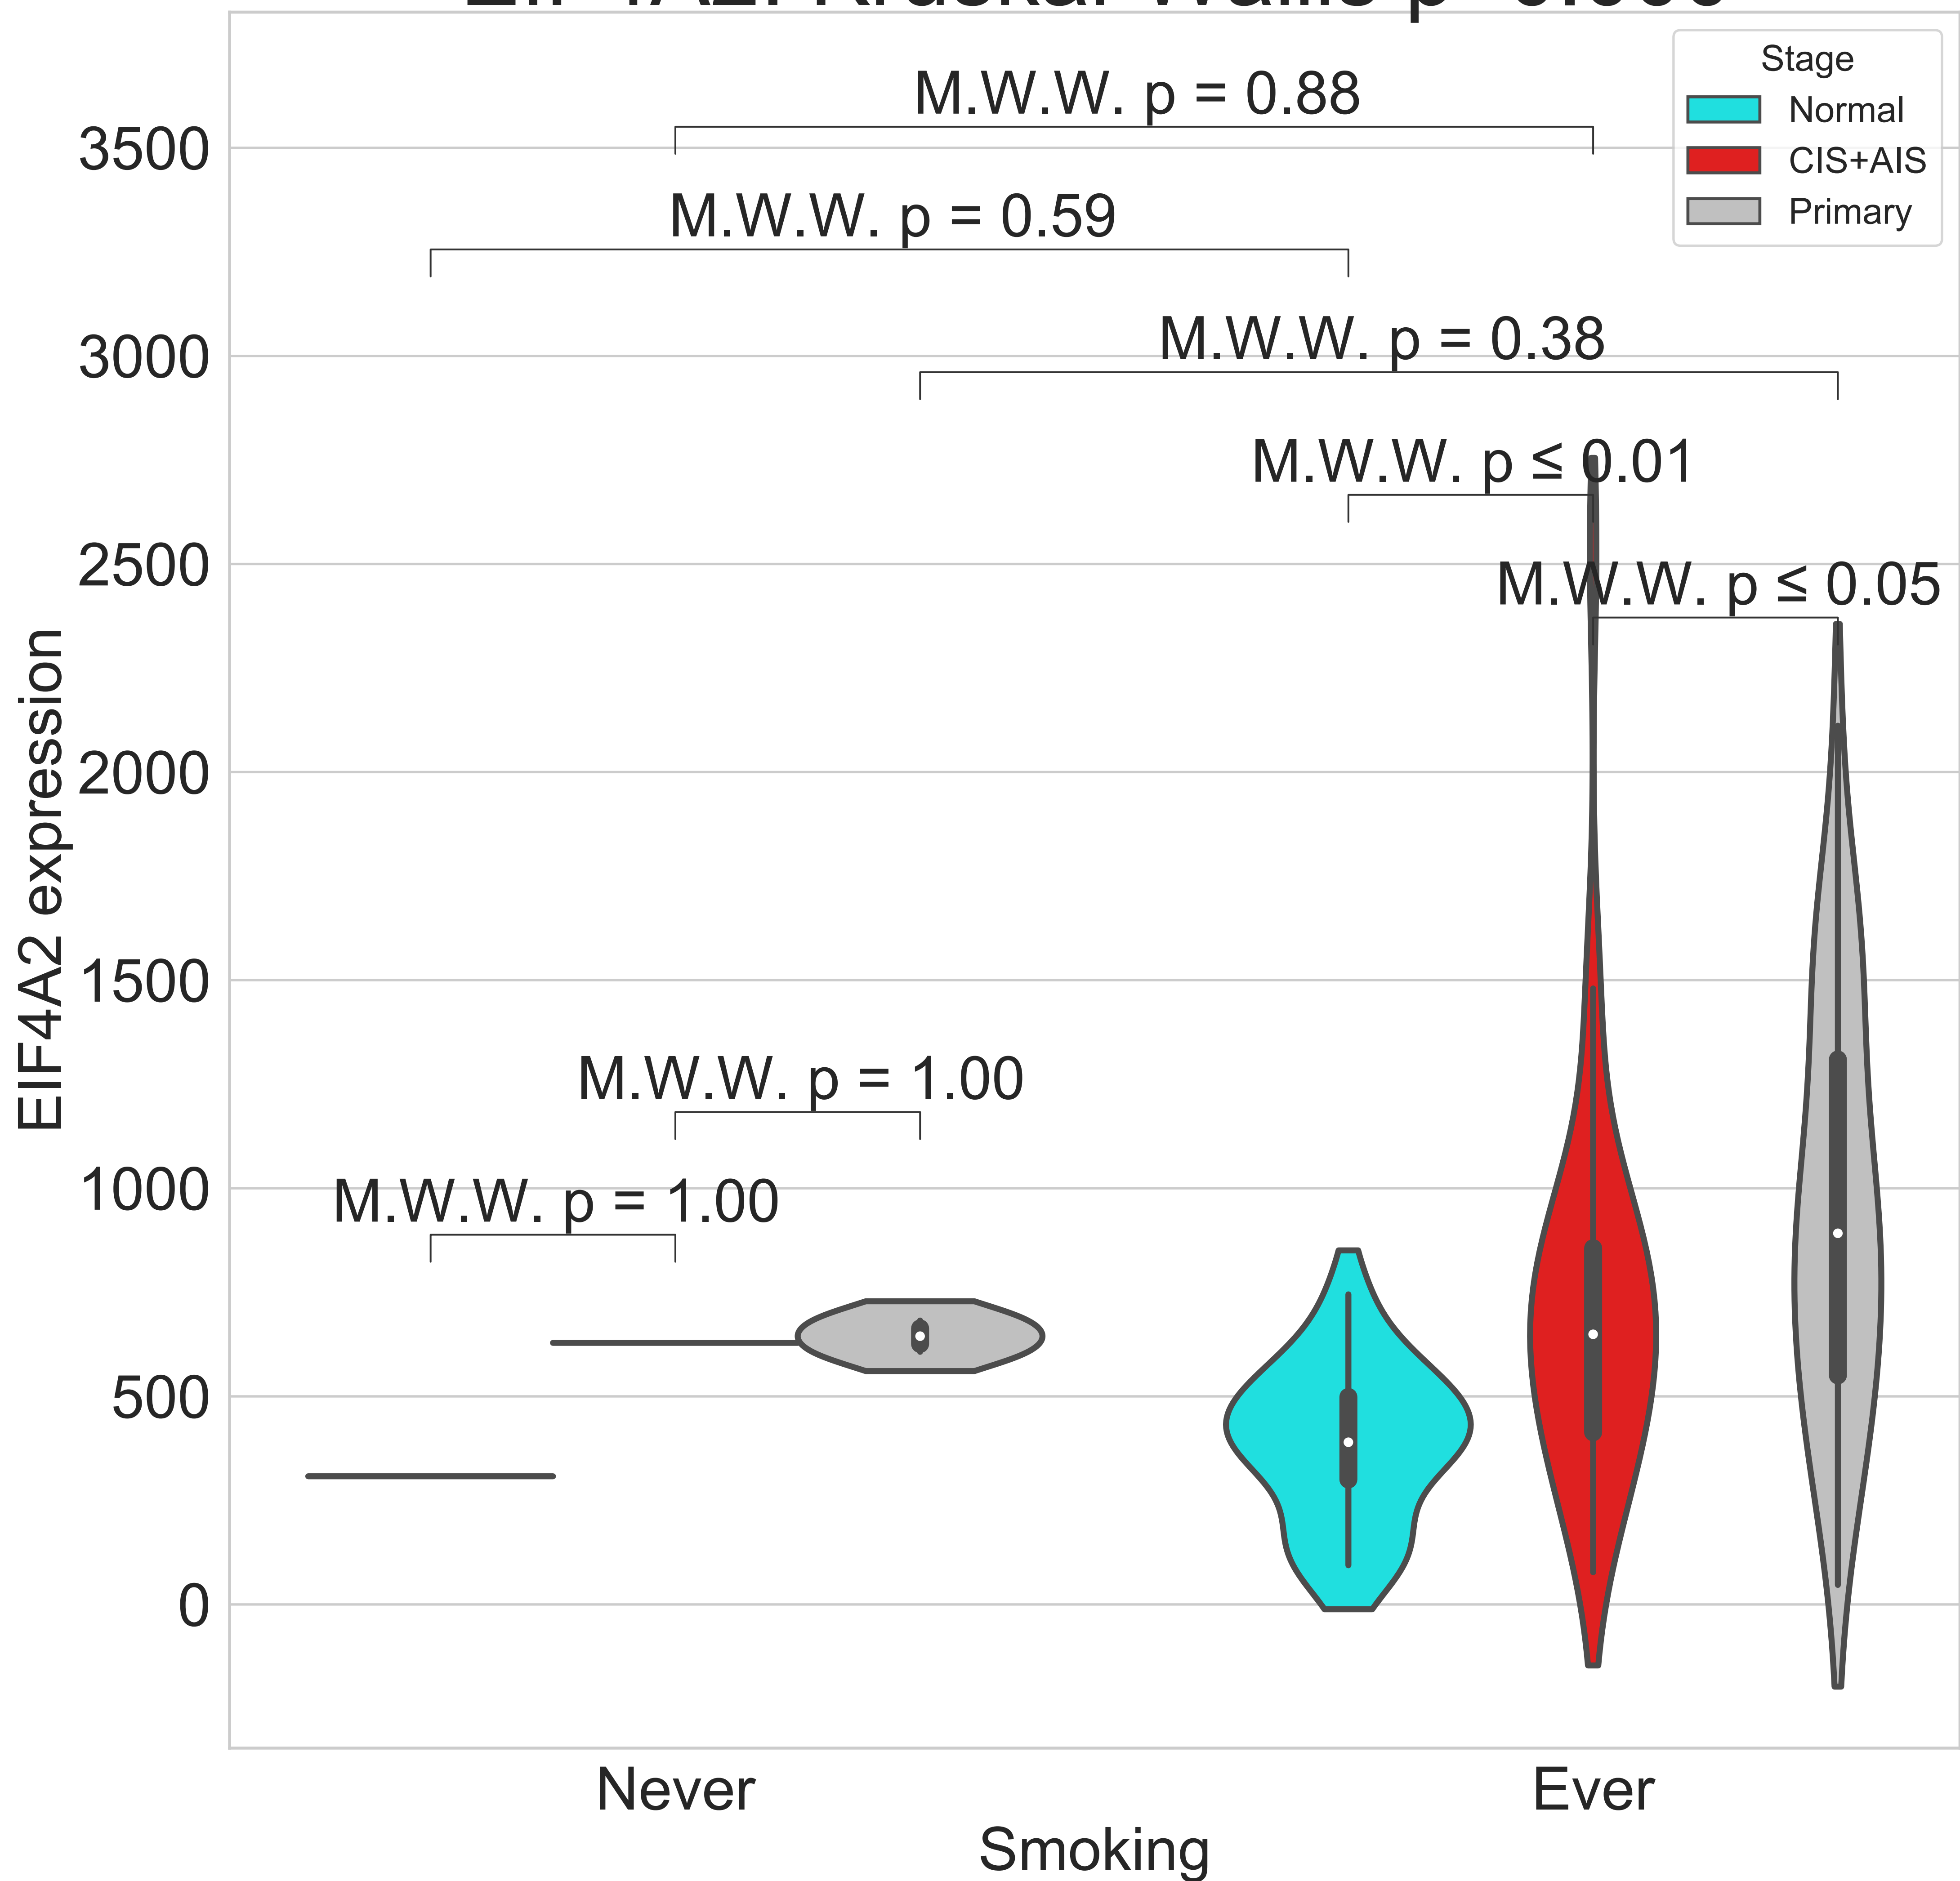 M.W.W. p = 0.88
M.W.W. p = 0.59
M.W.W. p = 0.38
M.W.W. p ≤ 0.01
M.W.W. p ≤ 0.05
M.W.W. p = 1.00
M.W.W. p = 1.00
Stage
Normal
CIS+AIS
Primary
3500
3000
2500
2000
1500
1000
500
0
EIF4A2 expression
Never
Ever
Smoking